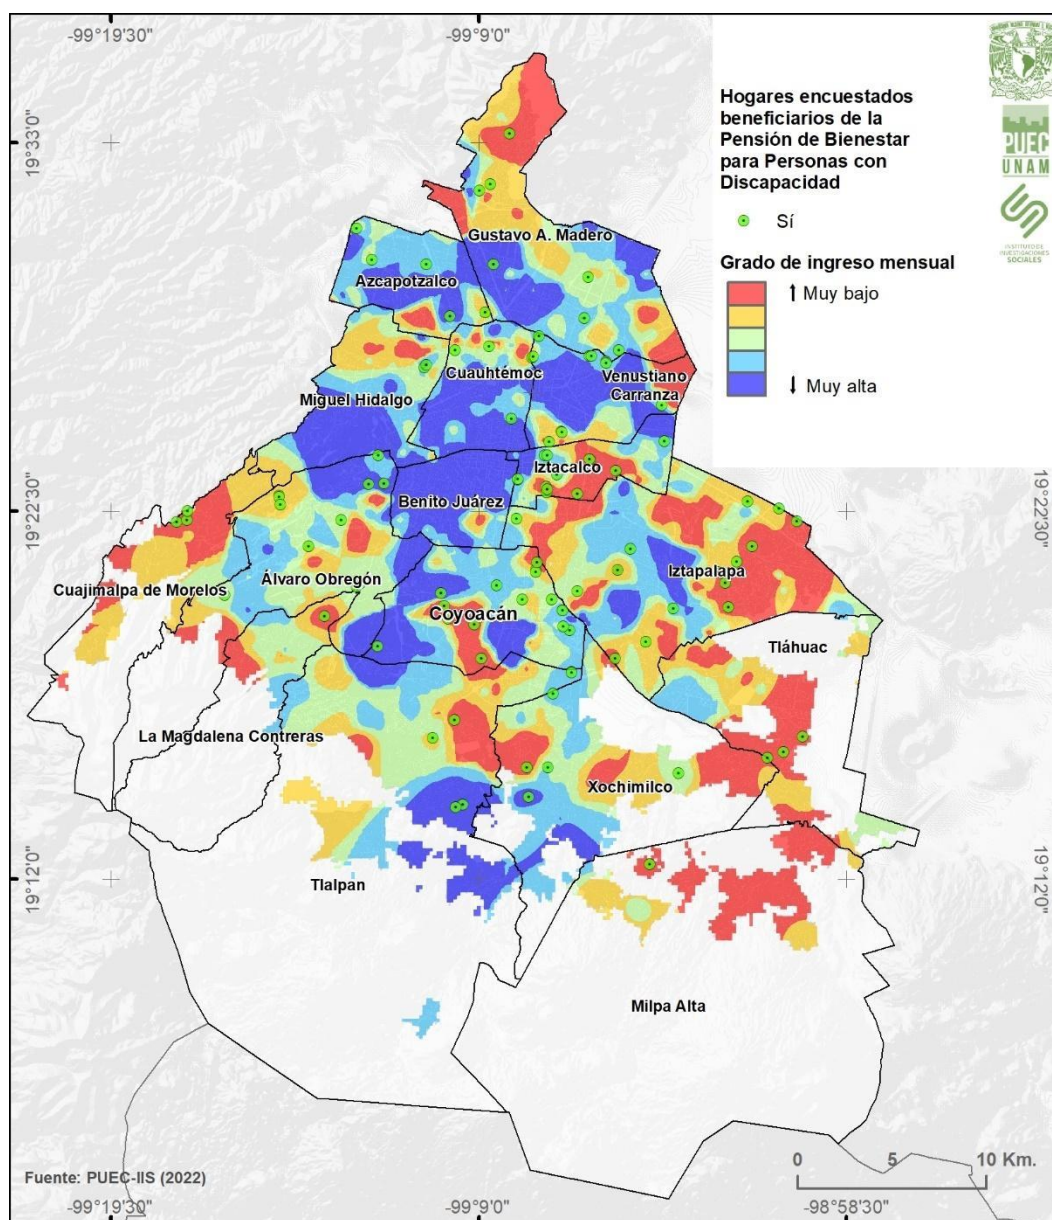 -99°19'30"
-99°9'0"
Hogares encuestados
beneficiarios de la
Pensión de Bienestar
para Personas con
Discapacidad
Sí
Grado de ingreso mensual
Muy bajo
Muy alta
PUEC
UNAM
INSTITUTO DE
INVESTIGACIONES
SOCIALES
19°33'0"
Gustavo A. Madero
Azcapotzalco
Cuauhtémoc
Venustiano
Carranza
Miguel Hidalgo
Iztacalco
Benito Juárez
19°22'30"
19°22'30"
Cuajimalpa de Morelos
Álvaro Obregón
Iztapalapa
Coyoacán
Tláhuac
La Magdalena Contreras
Xochimilco
Tlalpan
19°12'0"
19°12'0"
Milpa Alta
Fuente: PUEC-IIS (2022)
0 5 10 Km.
-99°19'30"
-99°9'0"
-98°58'30"